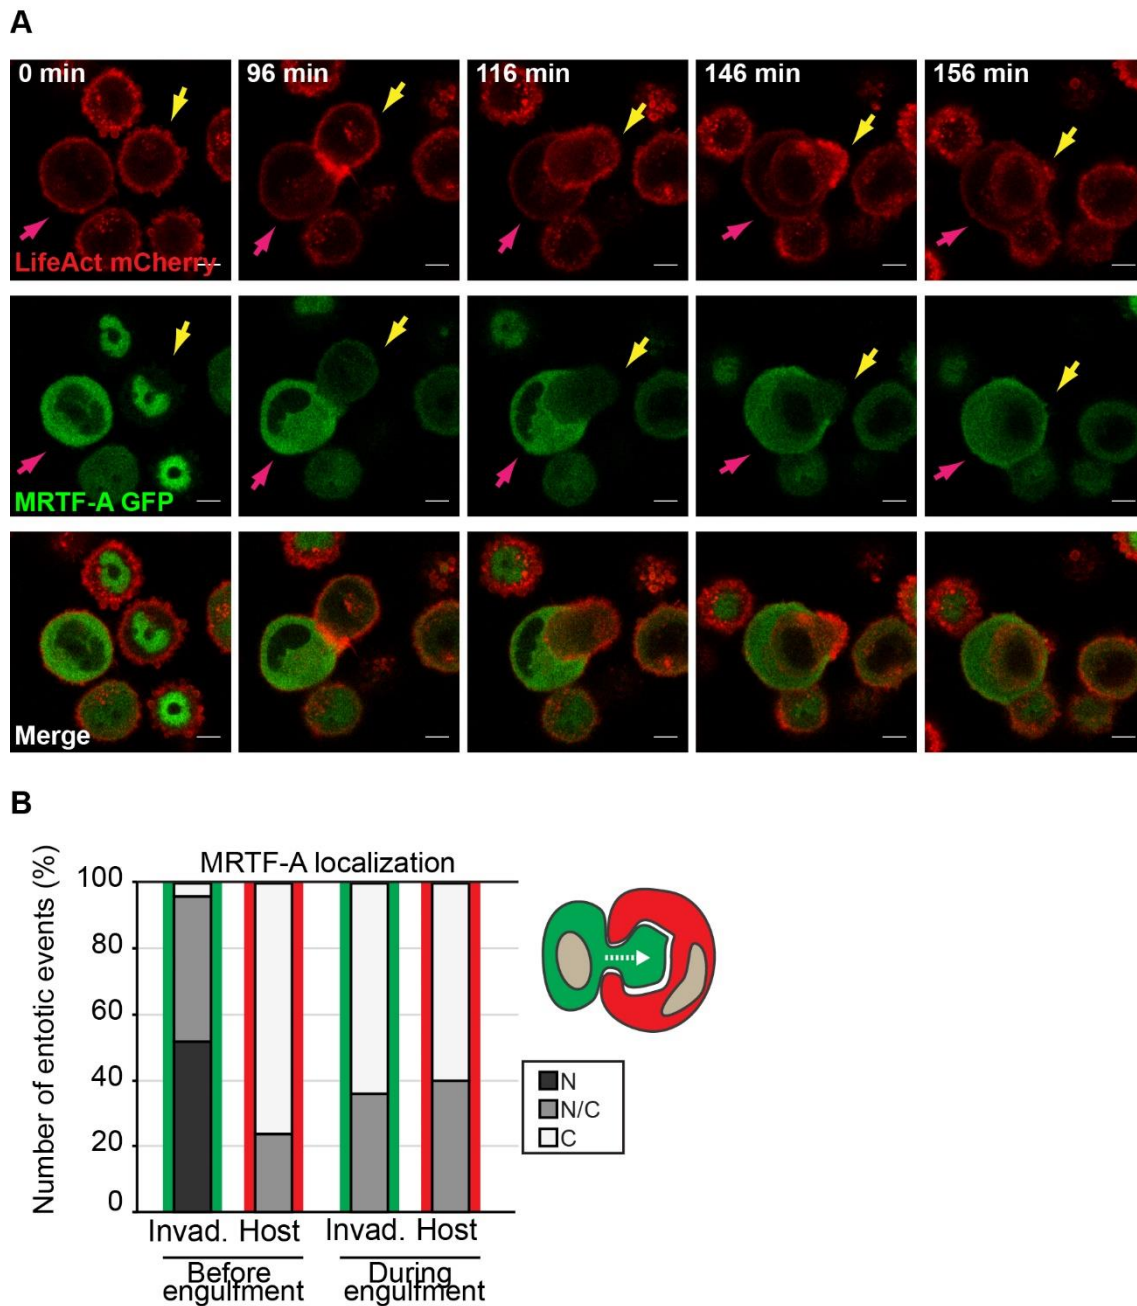 A
0 min
96 min
116 min
146 min
156 min
LifeAct mCherry
MRTF-A GFP
Merge
B
MRTF-A localization
Number of entotic events (%)
100
80
60
40
20
0
N
N/C
C
Invad. Host Invad. Host
Before engulfment
During engulfment